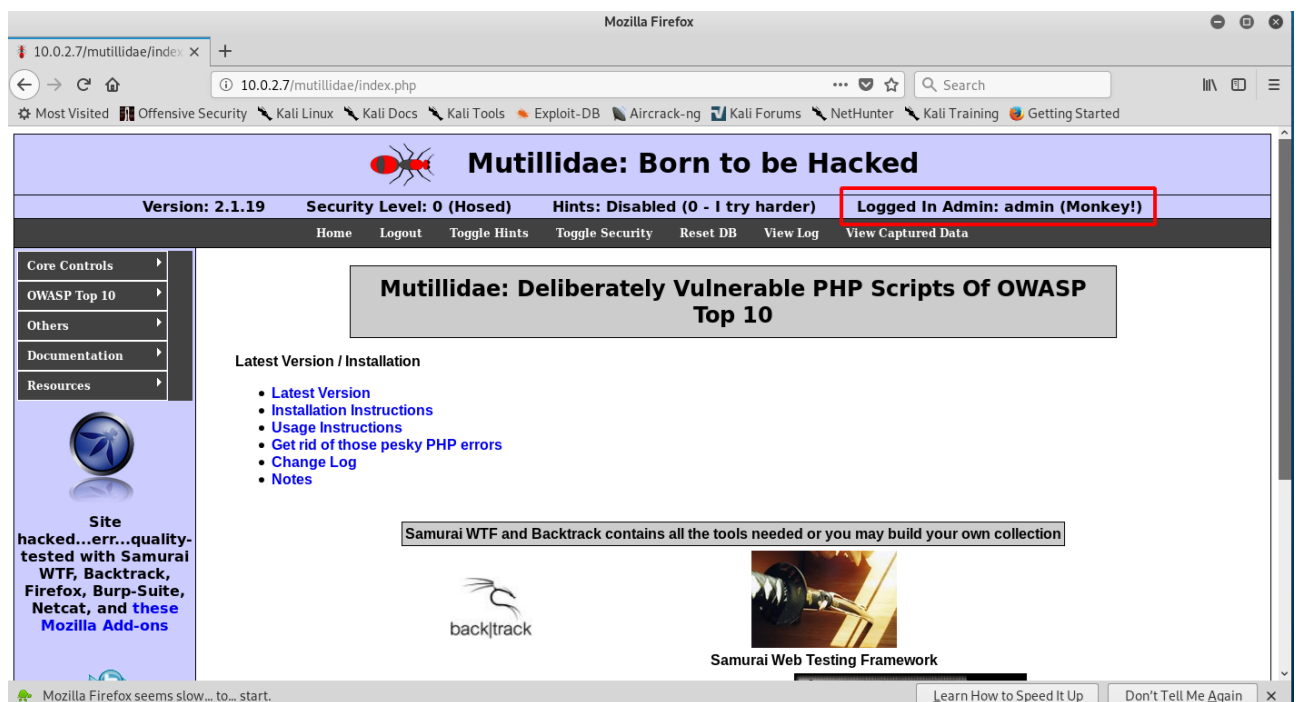 Mozilla Firefox
10.0.2.7/mutillidae/index
10.0.2.7/mutillidae/index.php
Search
Most Visited Offensive Security Kali Linux Kali Docs Kali Tools Exploit-DB Aircrack-ng Kali Forums NetHunter Kali Training Getting Started
Mutillidae: Born to be Hacked
Version: 2.1.19 Security Level: 0 (Hosed) Hints: Disabled (0 - I try harder) Logged In Admin: admin (Monkey!)
Home Logout Toggle Hints Toggle Security Reset DB View Log View Captured Data
Core Controls
OWASP Top 10
Others
Documentation
Resources
Site
hacked...err...quality-
tested with Samurai
WTF, Backtrack,
Firefox, Burp-Suite,
Netcat, and these
Mozilla Add-ons
Mutillidae: Deliberately Vulnerable PHP Scripts Of OWASP
Top 10
Latest Version / Installation
Latest Version
Installation Instructions
Usage Instructions
Get rid of those pesky PHP errors
Change Log
Notes
Samurai WTF and Backtrack contains all the tools needed or you may build your own collection
back|track
Samurai Web Testing Framework
Mozilla Firefox seems slow... to... start.
Learn How to Speed It Up
Don't Tell Me Again